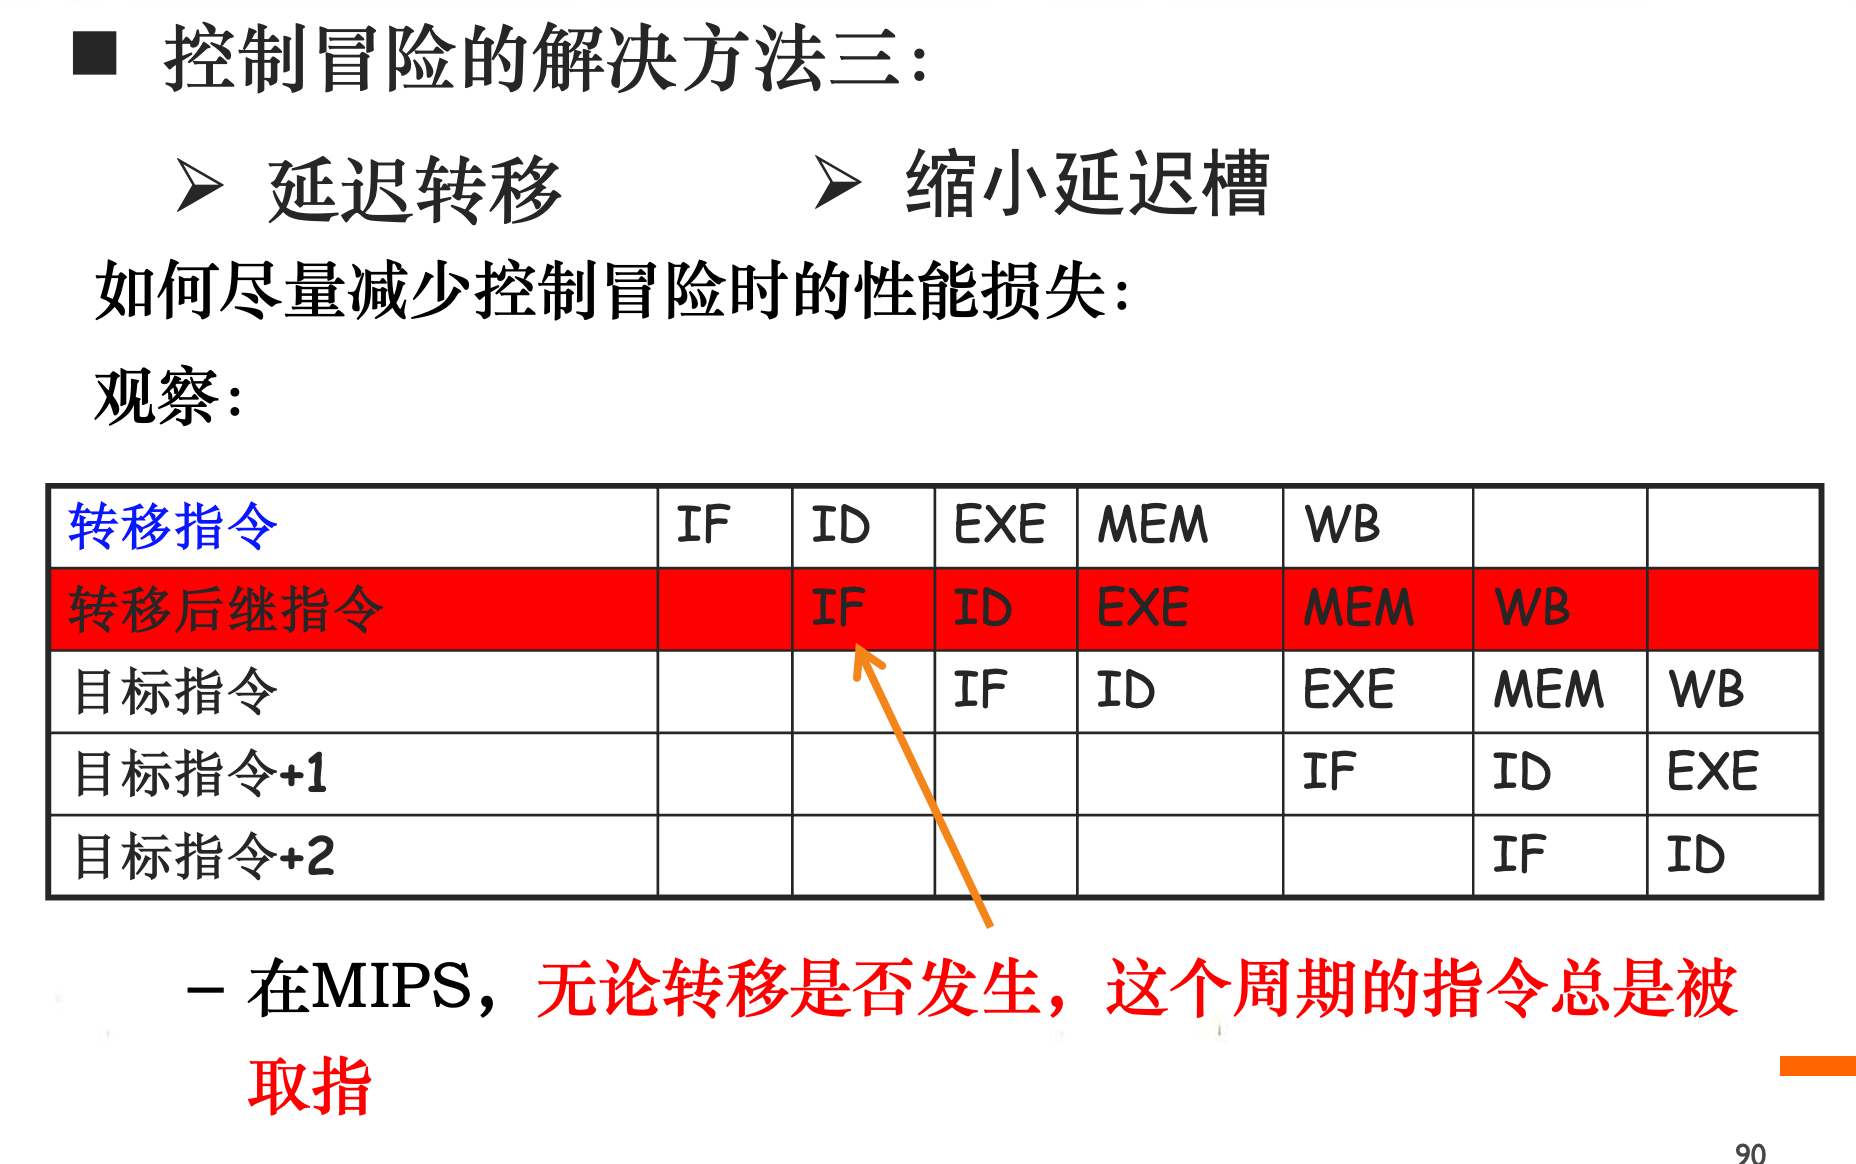 ■ 控制冒险的解决方法三：
➢ 延迟转移 ➢ 缩小延迟槽
如何尽量减少控制冒险时的性能损失：
观察：
转移指令 IF ID EXE MEM WB
转移后继指令 IF ID EXE MEM WB
目标指令 IF ID EXE MEM WB
目标指令+1 IF ID EXE
目标指令+2 IF ID
– 在MIPS，无论转移是否发生，这个周期的指令总是被
取指
90